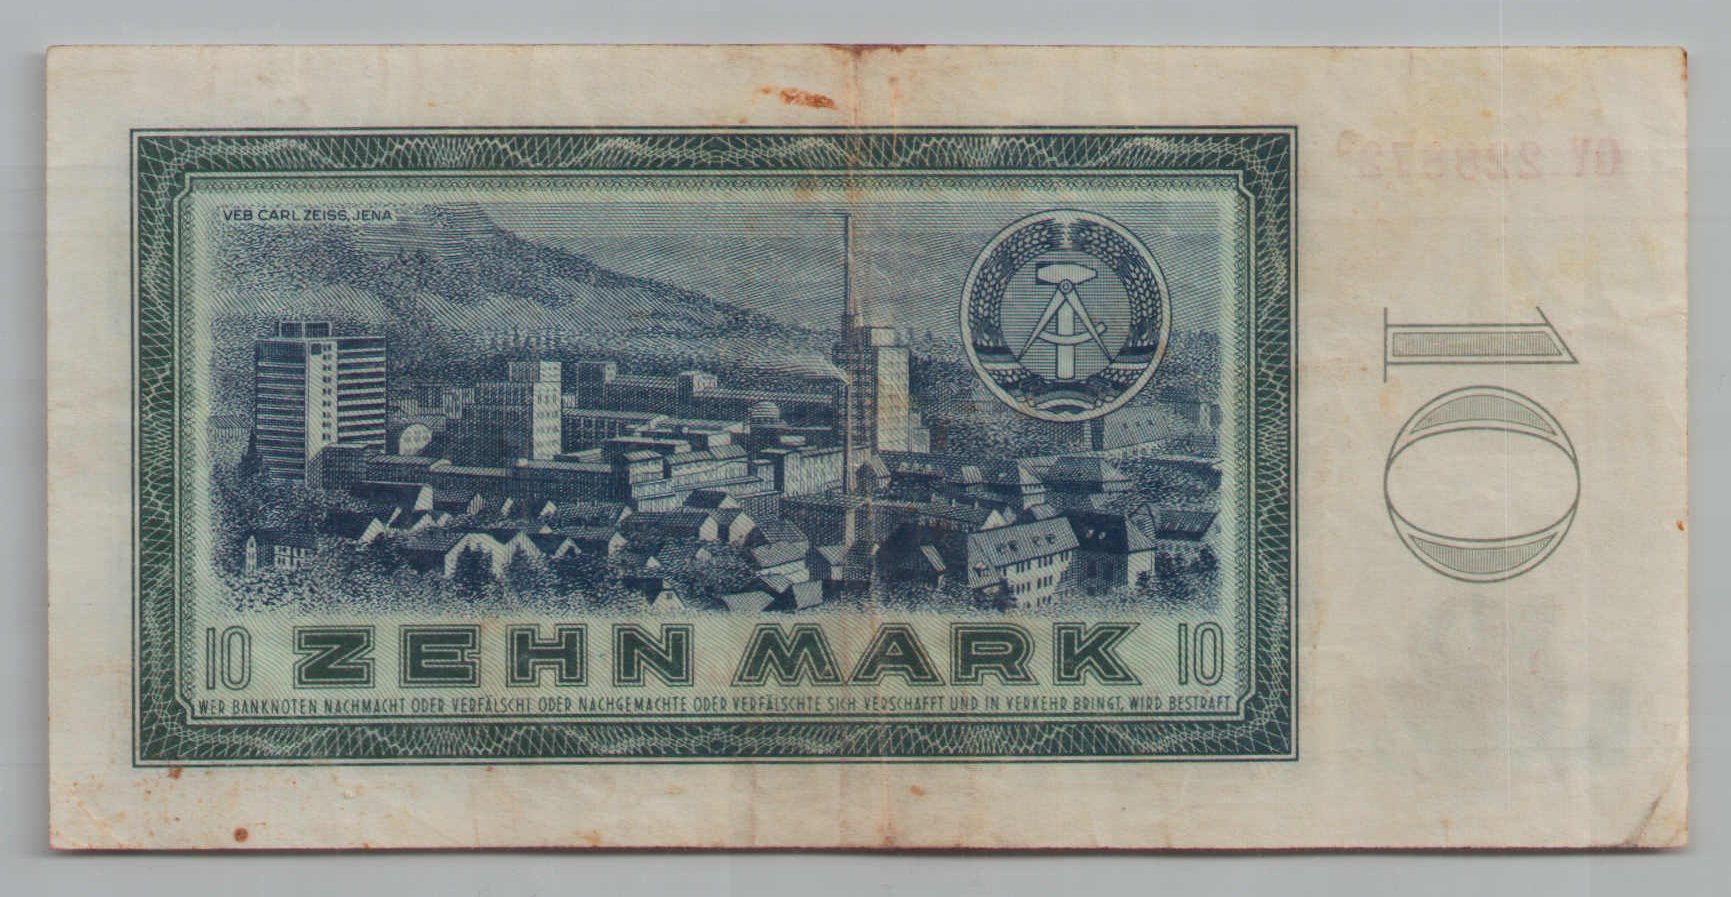 VEB CARL ZEISS, JENA
10 ZEHN MARK 10
WER BANKNOTEN NACHMACHT ODER VERFÄLSCHT ODER NACHGEMACHTE ODER VERFÄLSCHTE SICH VERSCHAFFT UND IN VERKEHR BRINGT, WIRD BESTRAFT
10